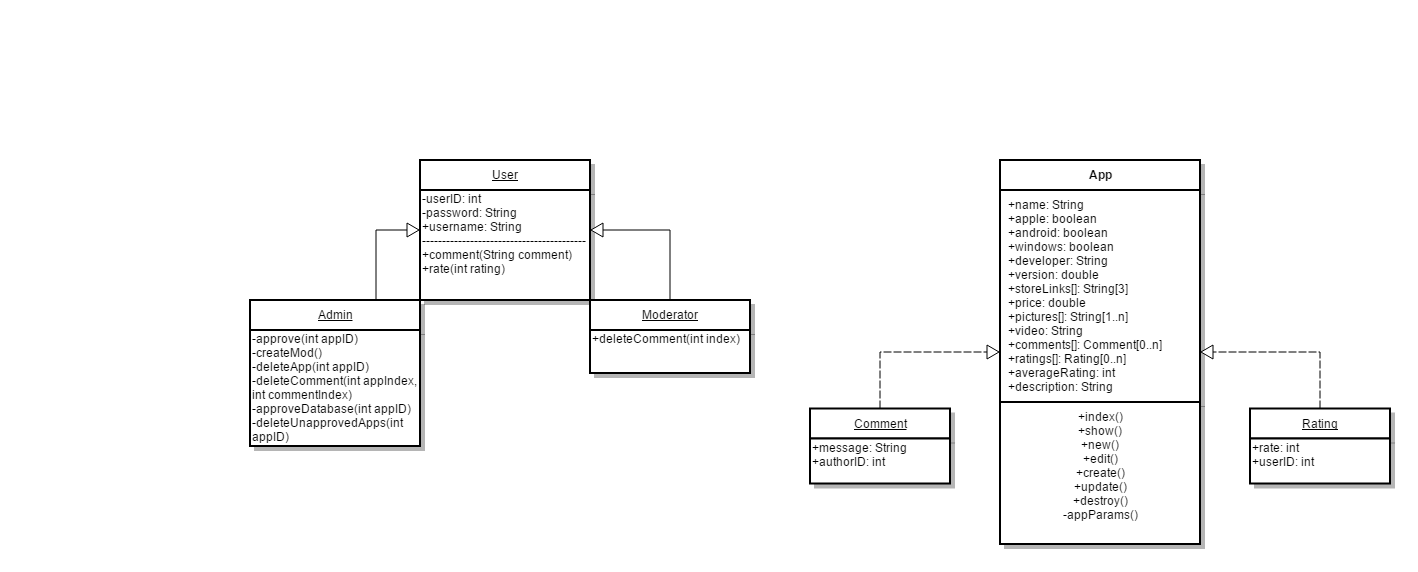 User
-userID: int
-password: String
+username: String
----------------------------------------
+comment(String comment)
+rate(int rating)
Admin
-approve(int appID)
-createMod()
-deleteApp(int appID)
-deleteComment(int appIndex,
int commentIndex)
-approveDatabase(int appID)
-deleteUnapprovedApps(int
appID)
Moderator
+deleteComment(int index)
App
+name: String
+apple: boolean
+android: boolean
+windows: boolean
+developer: String
+version: double
+storeLinks[]: String[3]
+price: double
+pictures[]: String[1..n]
+video: String
+comments[]: Comment[0..n]
+ratings[]: Rating[0..n]
+averageRating: int
+description: String
+index()
+show()
+new()
+edit()
+create()
+update()
+destroy()
-appParams()
Comment
+message: String
+authorID: int
Rating
+rate: int
+userID: int